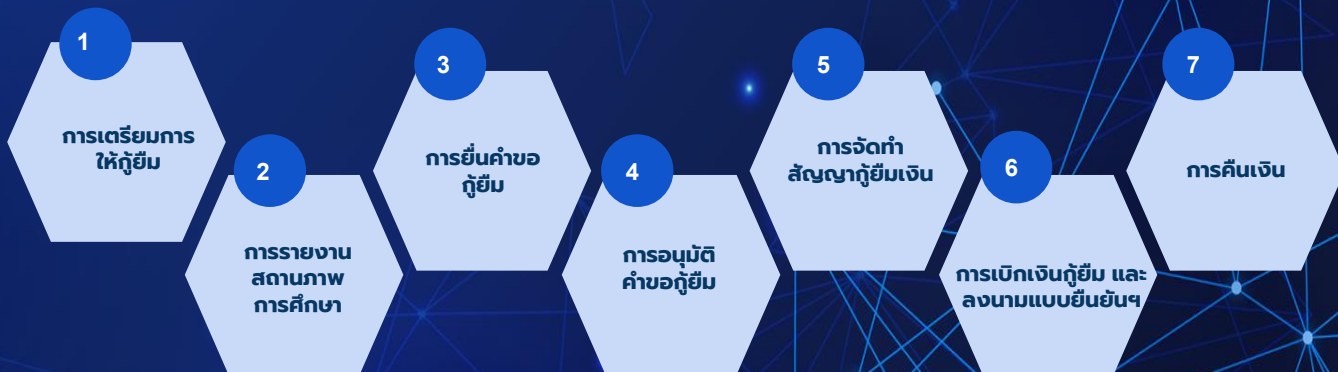 1
การเตรียมการ
ให้กู้ยืม
2
การรายงาน
สถานภาพ
การศึกษา
3
การยื่นคำขอ
กู้ยืม
4
การอนุมัติ
คำขอกู้ยืม
5
การจัดทำ
สัญญากู้ยืมเงิน
6
การเบิกเงินกู้ยืม และ
ลงนามแบบยืนยันฯ
7
การคืนเงิน